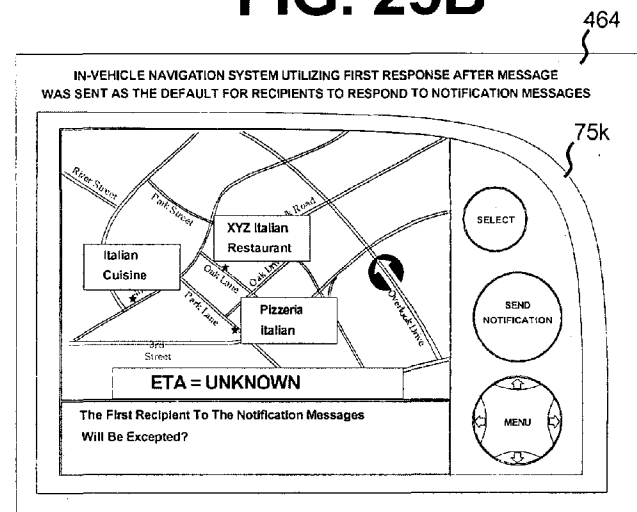 FIG. 25B
464
IN-VEHICLE NAVIGATION SYSTEM UTILIZING FIRST RESPONSE AFTER MESSAGE
WAS SENT AS THE DEFAULT FOR RECIPIENTS TO RESPOND TO NOTIFICATION MESSAGES
75k
River Street
Park Street
Road
XYZ Italian
Restaurant
SELECT
Italian
Cuisine
Oak Lane
Park Lane
Pizzeria
italian
Overlook Drive
SEND
NOTIFICATION
3rd
Street
ETA = UNKNOWN
MENU
The First Recipient To The Notification Messages
Will Be Excepted?